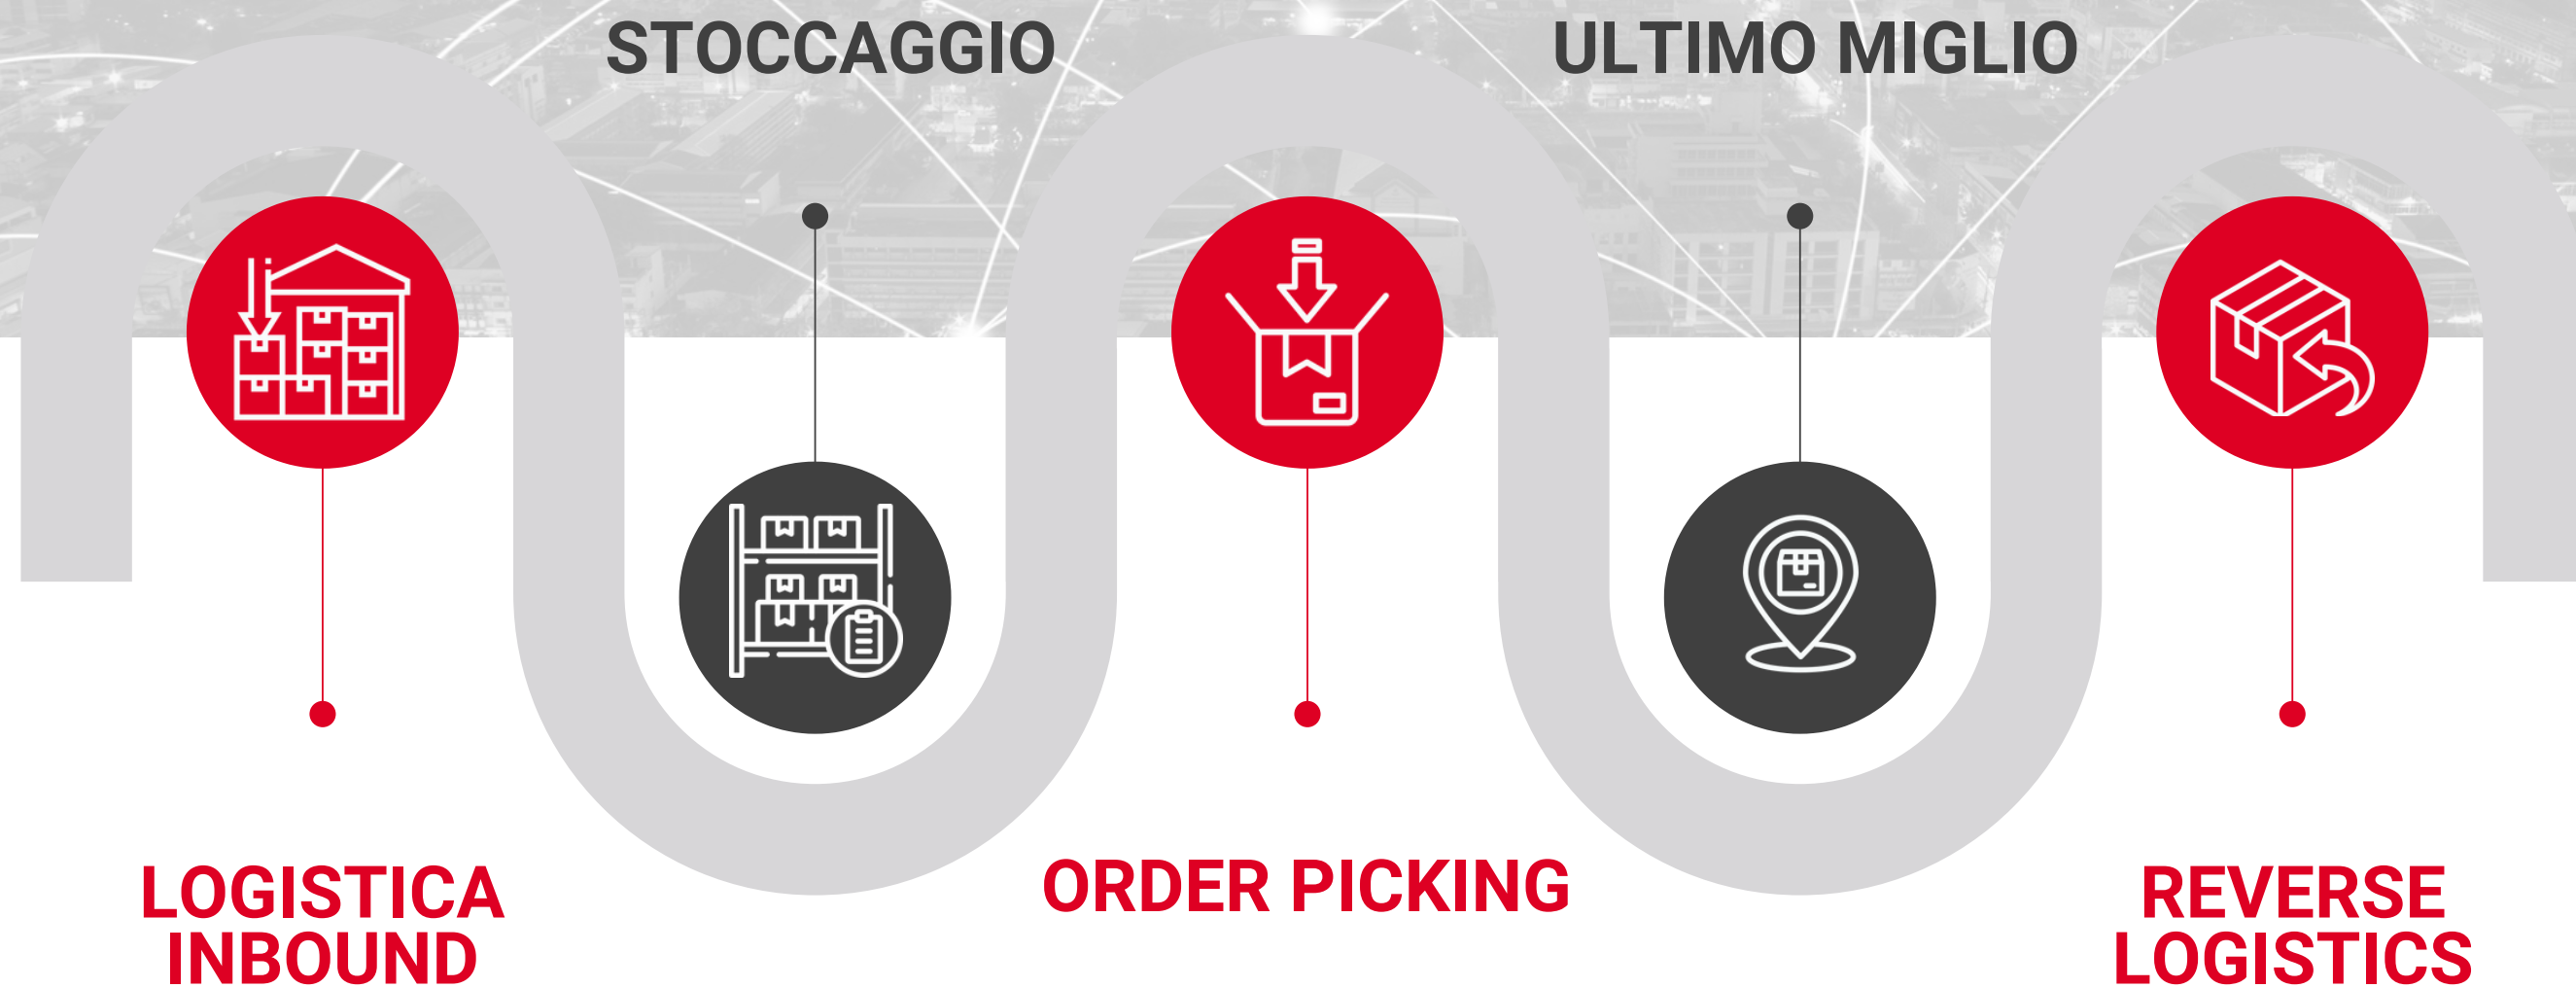 STOCCAGGIO
ULTIMO MIGLIO
LOGISTICA
INBOUND
ORDER PICKING
REVERSE
LOGISTICS